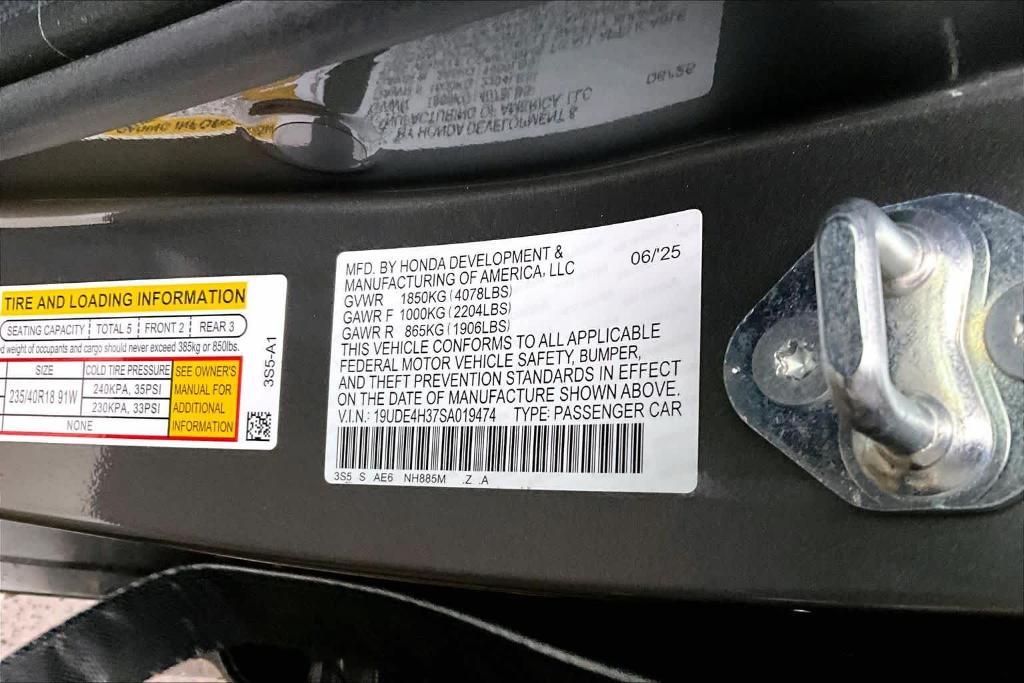 TIRE AND LOADING INFORMATION
SEATING CAPACITY TOTAL 5 FRONT 2 REAR 3
weight of occupants and cargo should never exceed 385kg or 850lbs.
SIZE COLD TIRE PRESSURE
235/40R18 91W 240KPA, 35PSI
230KPA, 33PSI
NONE
SEE OWNER'S
MANUAL FOR
ADDITIONAL
INFORMATION
3S5-A1
MFD. BY HONDA DEVELOPMENT &
MANUFACTURING OF AMERICA, LLC
06/'25
GVWR 1850KG (4078LBS)
GAWR F 1000KG (2204LBS)
GAWR R 865KG (1906LBS)
THIS VEHICLE CONFORMS TO ALL APPLICABLE
FEDERAL MOTOR VEHICLE SAFETY, BUMPER,
AND THEFT PREVENTION STANDARDS IN EFFECT
ON THE DATE OF MANUFACTURE SHOWN ABOVE.
V.I.N.: 19UDE4H37SA019474 TYPE: PASSENGER CAR
3S5 S AE6 NH885M .Z .A